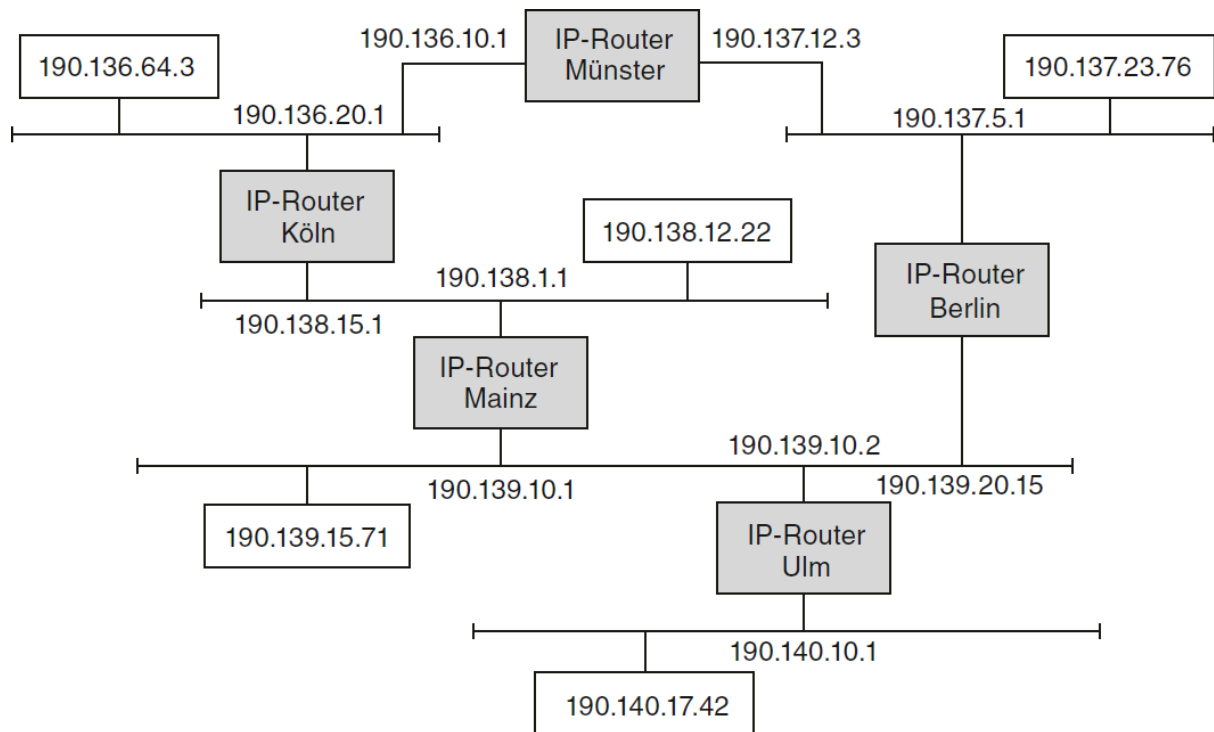 190.136.10.1
IP-Router
Münster
190.137.12.3
190.136.64.3
190.137.23.76
190.136.20.1
190.137.5.1
IP-Router
Köln
190.138.12.22
190.138.1.1
IP-Router
Berlin
190.138.15.1
IP-Router
Mainz
190.139.10.2
190.139.10.1
190.139.20.15
190.139.15.71
IP-Router
Ulm
190.140.10.1
190.140.17.42